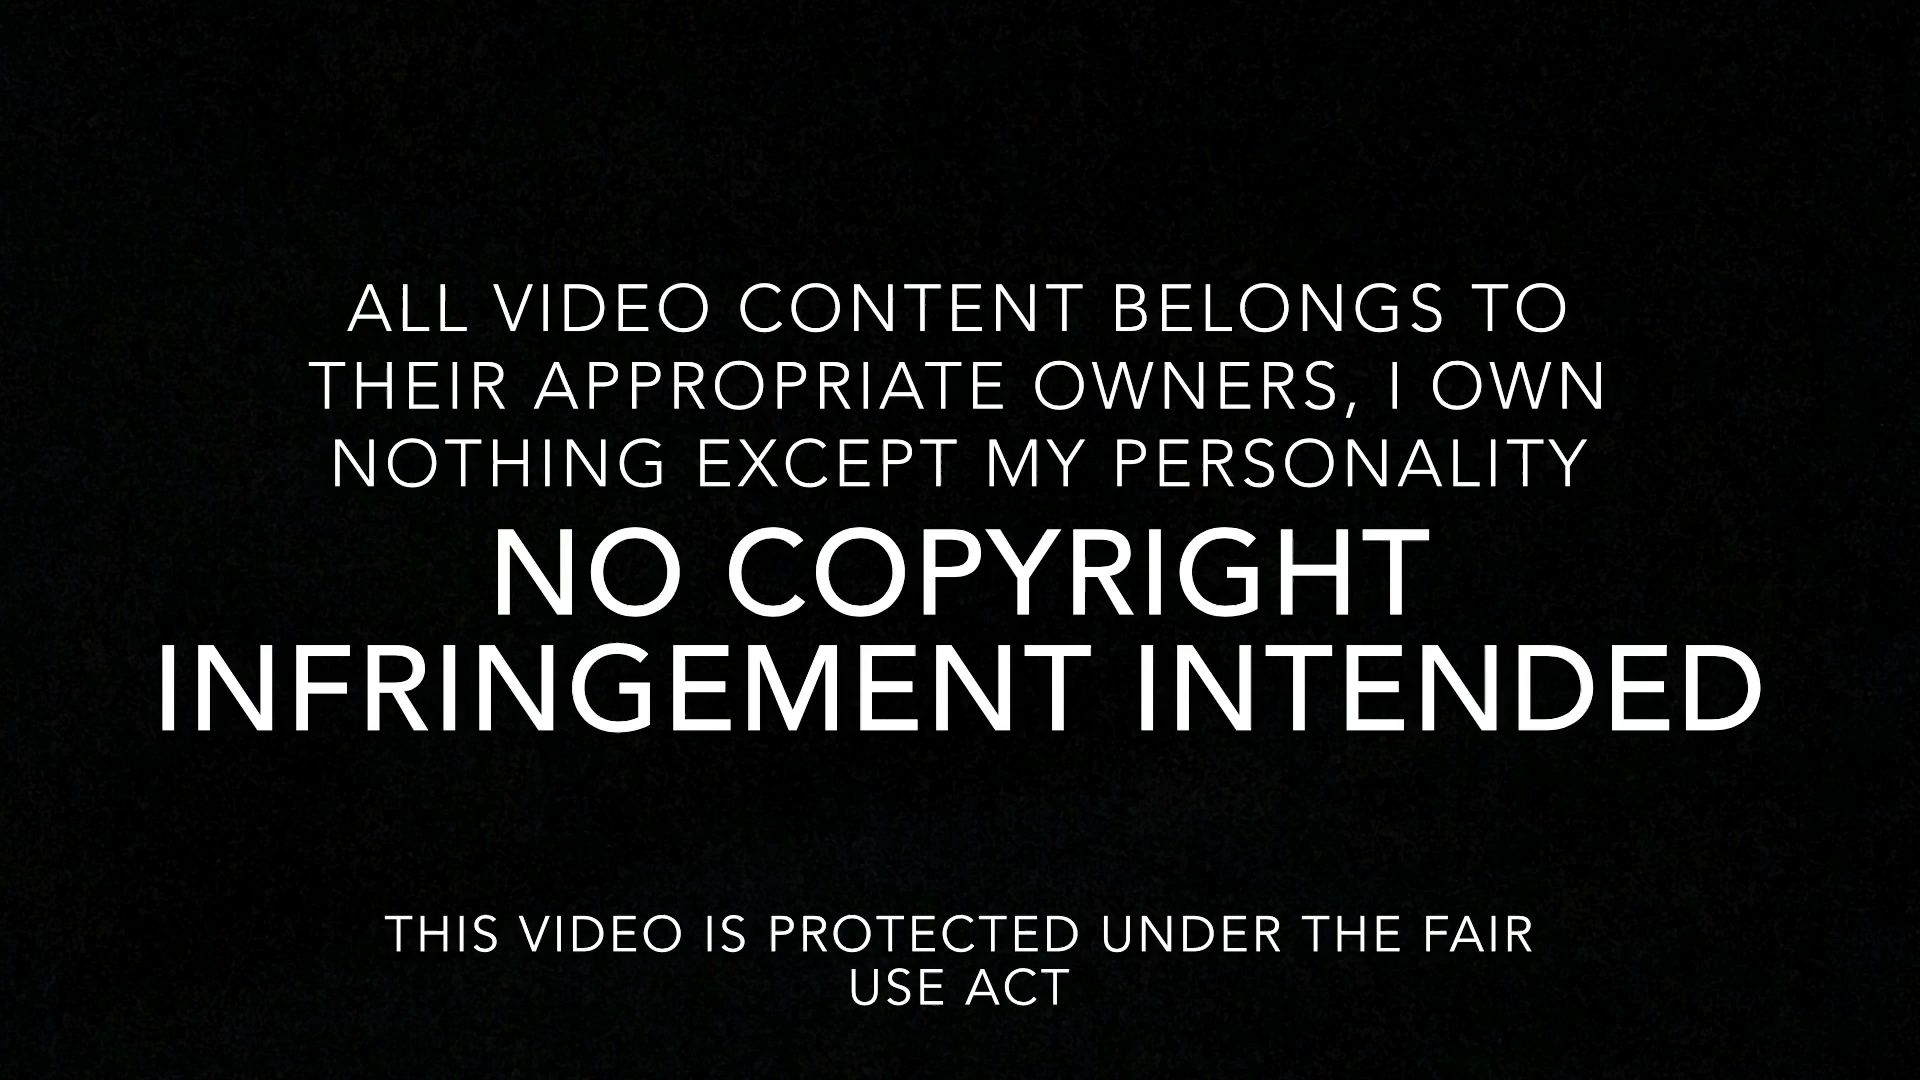 ALL VIDEO CONTENT BELONGS TO
THEIR APPROPRIATE OWNERS, I OWN
NOTHING EXCEPT MY PERSONALITY
NO COPYRIGHT
INFRINGEMENT INTENDED
THIS VIDEO IS PROTECTED UNDER THE FAIR
USE ACT